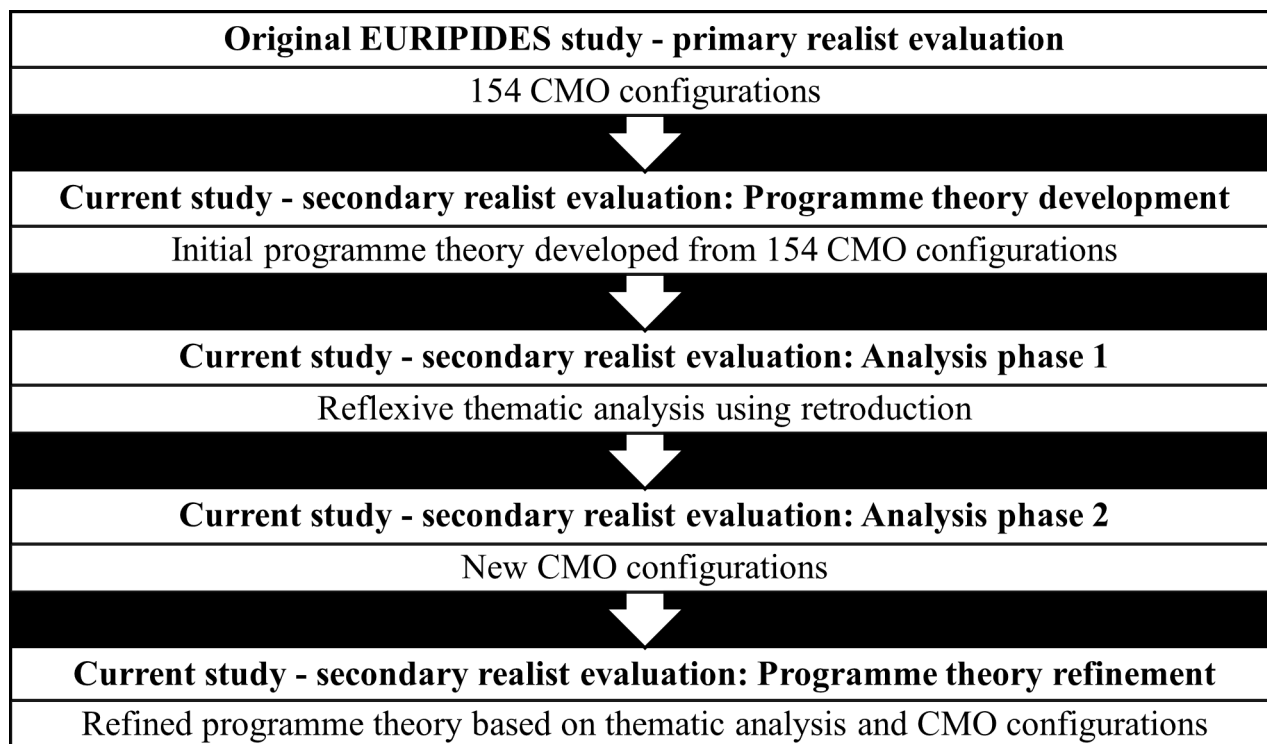 Original EURIPIDES study - primary realist evaluation
154 CMO configurations
Current study - secondary realist evaluation: Programme theory development
Initial programme theory developed from 154 CMO configurations
Current study - secondary realist evaluation: Analysis phase 1
Reflexive thematic analysis using retroduction
Current study - secondary realist evaluation: Analysis phase 2
New CMO configurations
Current study - secondary realist evaluation: Programme theory refinement
Refined programme theory based on thematic analysis and CMO configurations